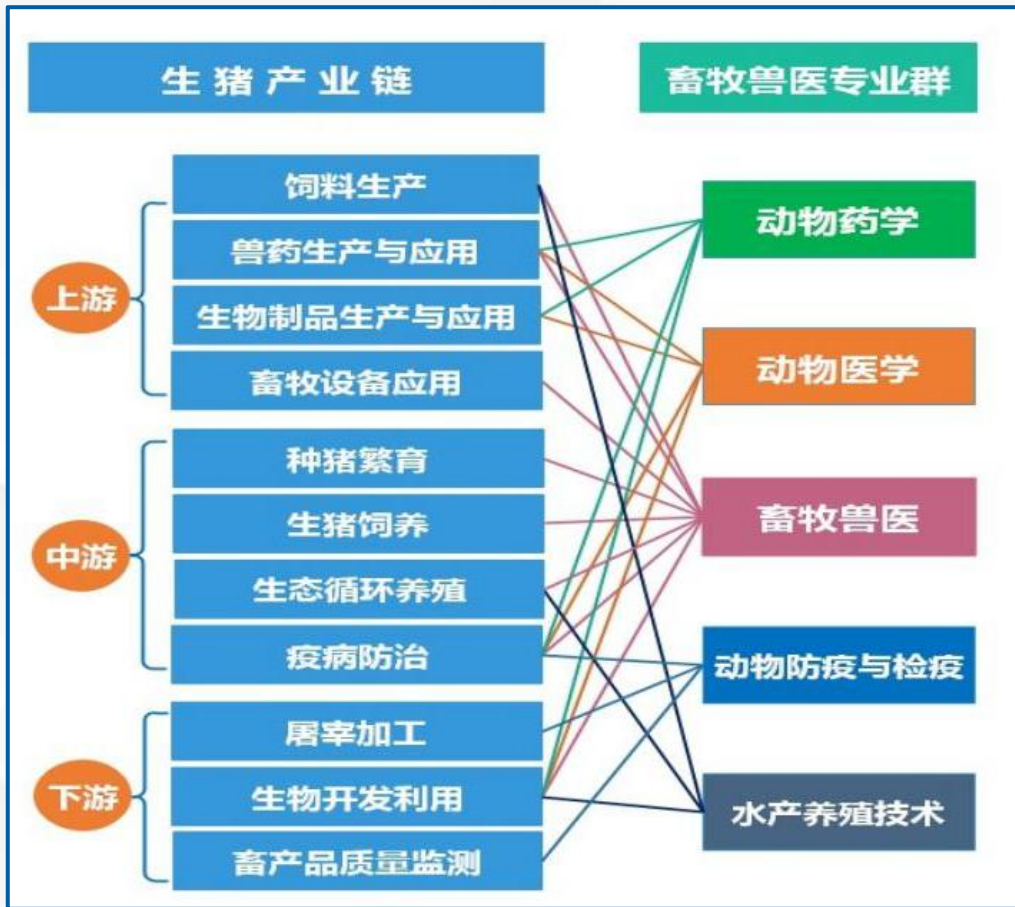 生猪产业链
畜牧兽医专业群
上游
饲料生产
兽药生产与应用
生物制品生产与应用
畜牧设备应用
中游
种猪繁育
生猪饲养
生态循环养殖
疫病防治
下游
屠宰加工
生物开发利用
畜产品质量监测
动物药学
动物医学
畜牧兽医
动物防疫与检疫
水产养殖技术